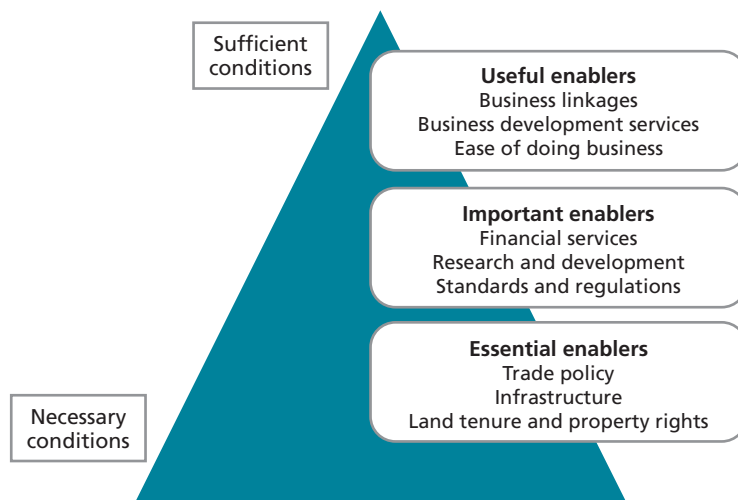 Sufficient
conditions
Useful enablers
Business linkages
Business development services
Ease of doing business
Important enablers
Financial services
Research and development
Standards and regulations
Essential enablers
Trade policy
Infrastructure
Land tenure and property rights
Necessary
conditions